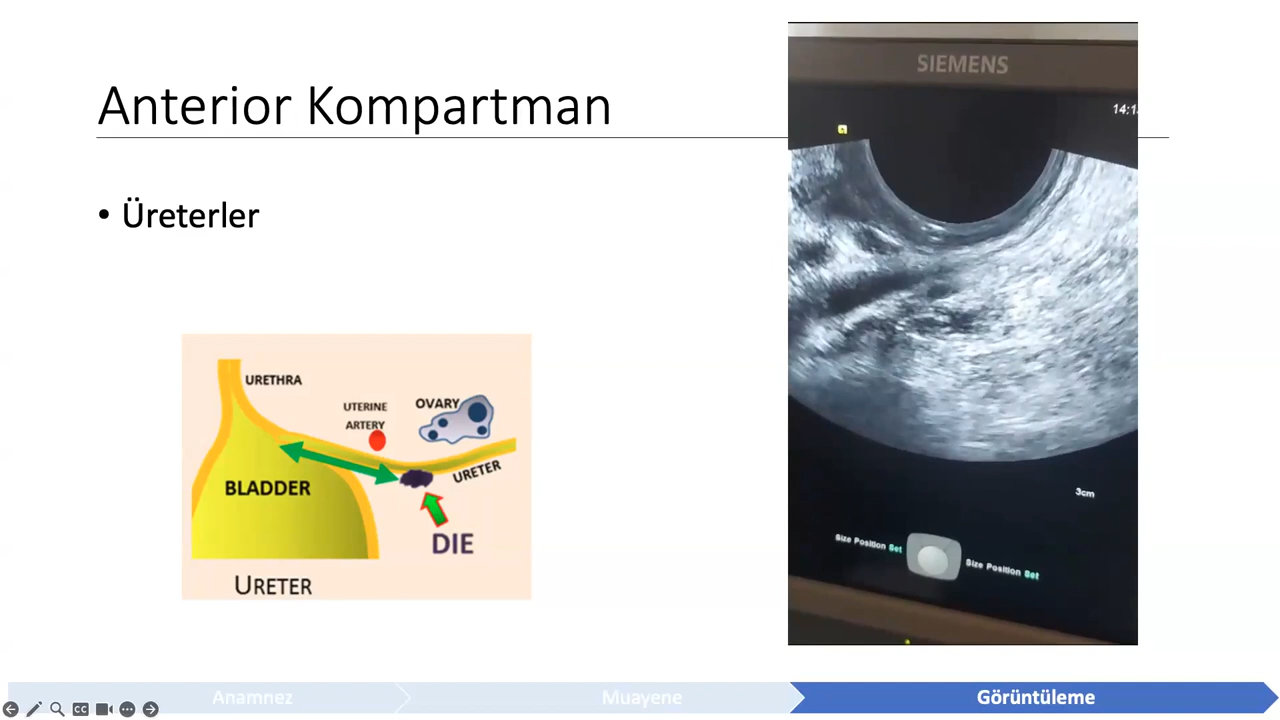 Anterior Kompartman
• Üreterler
URETHRA
UTERINE
ARTERY
OVARY
URETER
BLADDER
DIE
URETER
SIEMENS
3cm
Size Position Set
Size Position Set
Anamnez
Muayene
Görüntüleme
CC